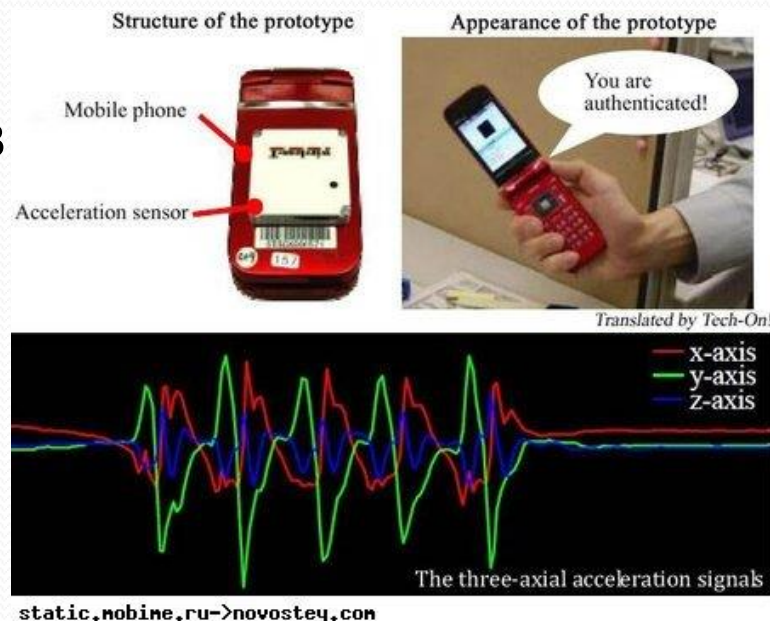 Structure of the prototype
Appearance of the prototype
Mobile phone
Acceleration sensor
You are
authenticated!
157
Translated by Tech-On!
x-axis
y-axis
z-axis
The three-axial acceleration signals
static.mobime.ru->novostey.com